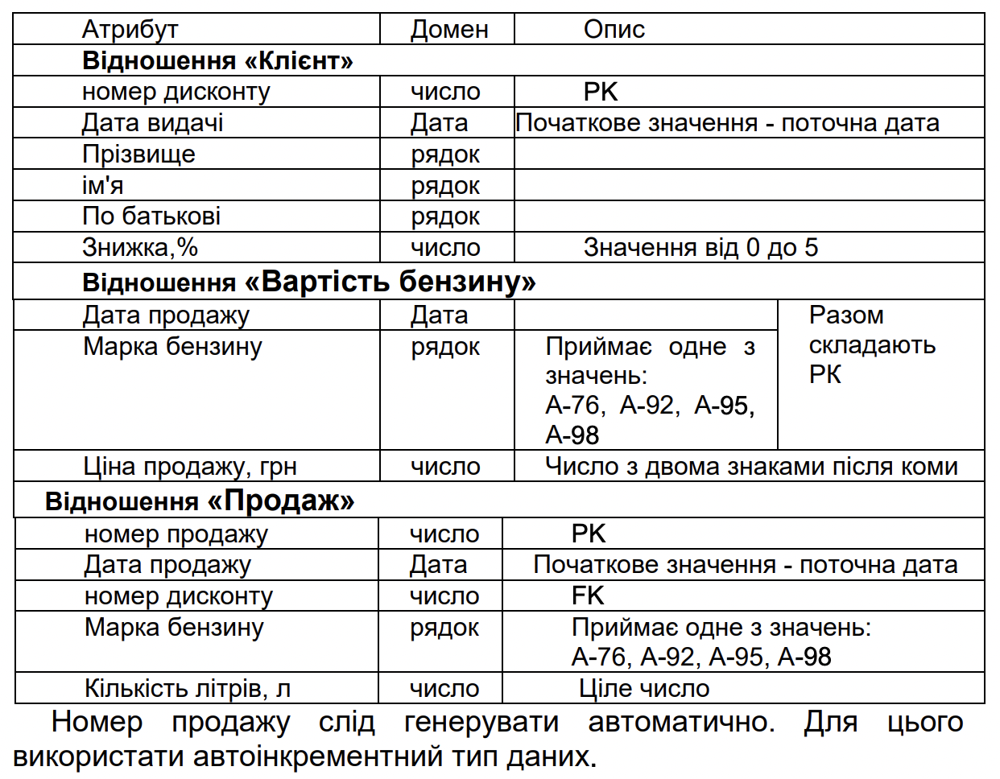 Атрибут Домен Опис
Відношення «Клієнт»
номер дисконту число PK
Дата видачі Дата Початкове значення - поточна дата
Прізвище рядок
ім'я рядок
По батькові рядок
Знижка,% число Значення від 0 до 5
Відношення «Вартість бензину»
Дата продажу Дата Разом
складають
РК
Марка бензину рядок Приймає одне з
значень:
А-76, А-92, А-95,
А-98
Ціна продажу, грн число Число з двома знаками після коми
Відношення «Продаж»
номер продажу число PK
Дата продажу Дата Початкове значення - поточна дата
номер дисконту число FK
Марка бензину рядок Приймає одне з значень:
А-76, А-92, А-95, А-98
Кількість літрів, л число Ціле число
Номер продажу слід генерувати автоматично. Для цього
використати автоінкрементний тип даних.